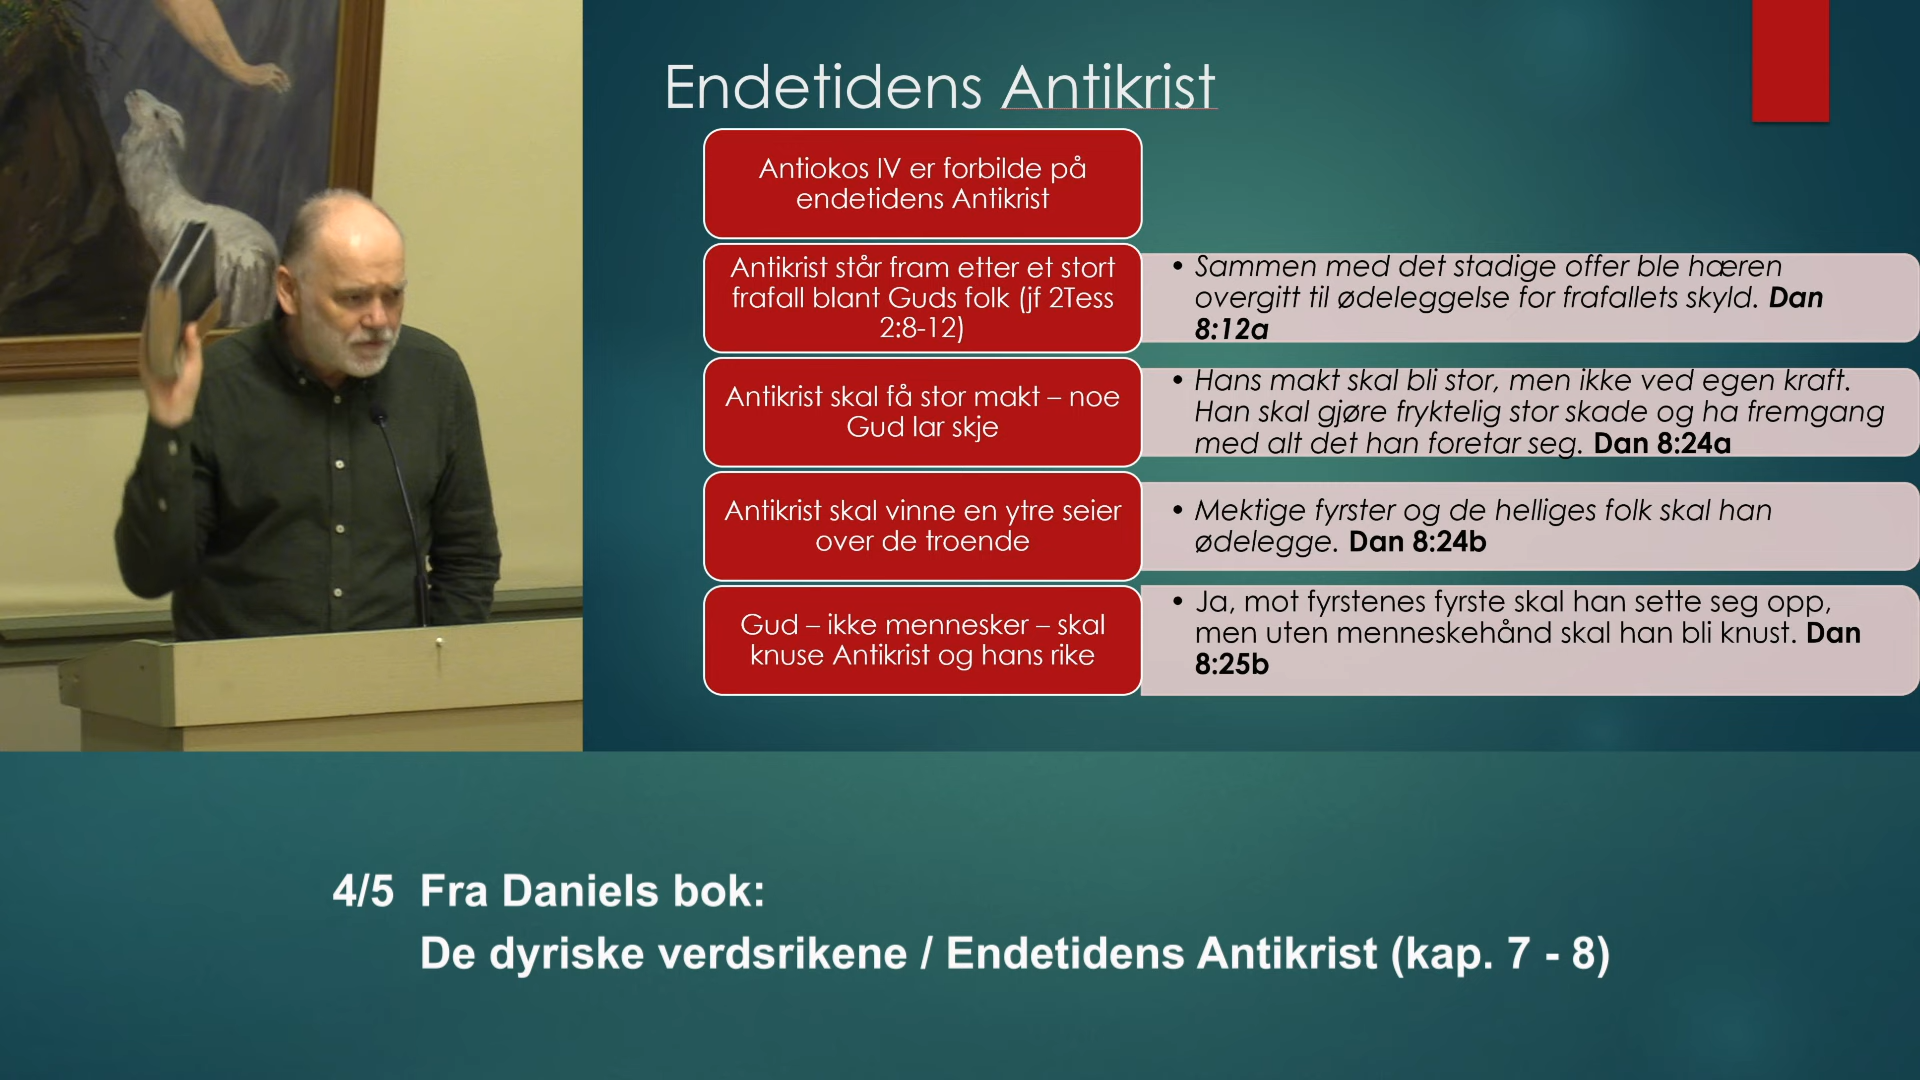 Endetidens Antikrist
Antiokos IV er forbilde på
endetidens Antikrist
Antikrist står fram etter et stort
frafall blant Guds folk (jf 2Tess
2:8-12)
• Sammen med det stadige offer ble hæren
overgitt til ødeleggelse for frafallets skyld. Dan
8:12a
Antikrist skal få stor makt – noe
Gud lar skje
• Hans makt skal bli stor, men ikke ved egen kraft.
Han skal gjøre fryktelig stor skade og ha fremgang
med alt det han foretar seg. Dan 8:24a
Antikrist skal vinne en ytre seier
over de troende
• Mektige fyrster og de helliges folk skal han
ødelegge. Dan 8:24b
Gud – ikke mennesker – skal
knuse Antikrist og hans rike
• Ja, mot fyrstenes fyrste skal han sette seg opp,
men uten menneskehånd skal han bli knust. Dan
8:25b
4/5 Fra Daniels bok:
De dyriske verdsrikene / Endetidens Antikrist (kap. 7 - 8)